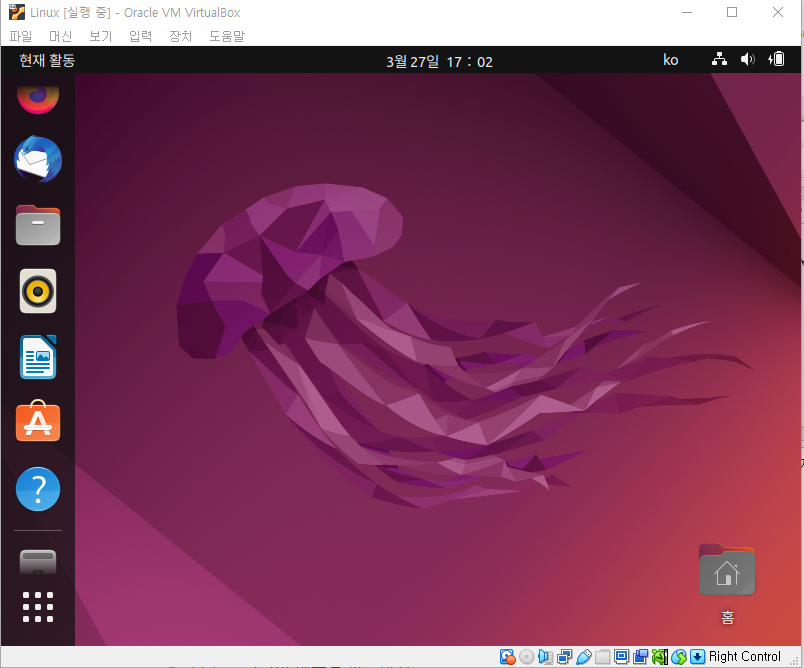 Linux [실행 중] - Oracle VM VirtualBox
파일 머신 보기 입력 장치 도움말
현재 활동 3월 27일 17 : 02 ko
?
홈
Right Control